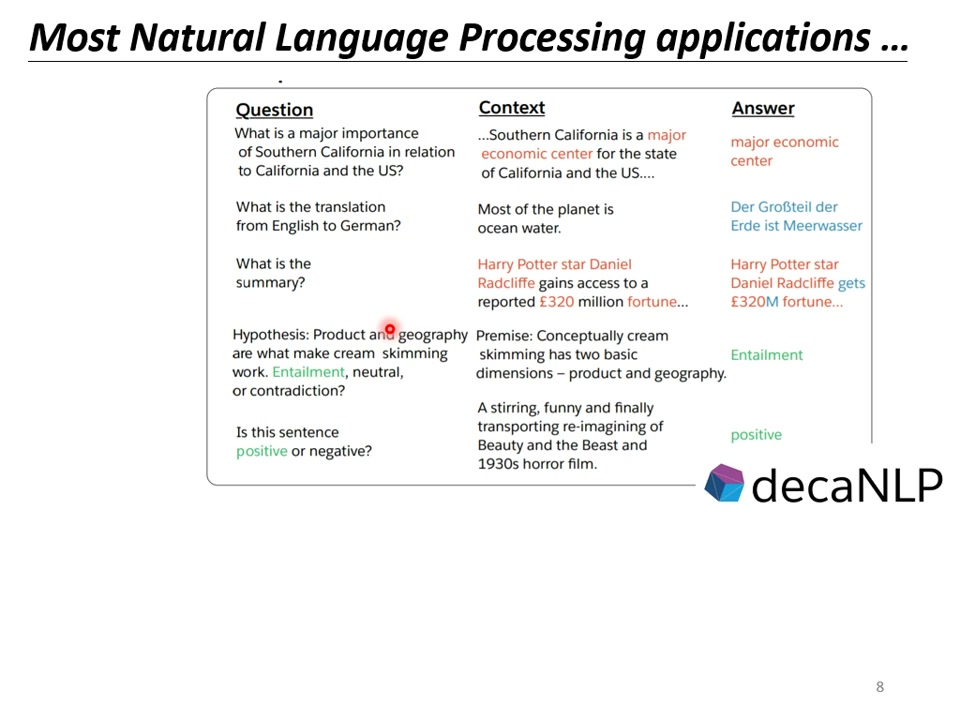 Most Natural Language Processing applications ...
Question Context Answer
What is a major importance
of Southern California in relation
to California and the US?
...Southern California is a major
economic center for the state
of California and the US....
major economic
center
What is the translation
from English to German?
Most of the planet is
ocean water.
Der Großteil der
Erde ist Meerwasser
What is the
summary?
Harry Potter star Daniel
Radcliffe gains access to a
reported £320 million fortune...
Harry Potter star
Daniel Radcliffe gets
£320M fortune...
Hypothesis: Product and geography
are what make cream skimming
work. Entailment, neutral,
or contradiction?
Premise: Conceptually cream
skimming has two basic
dimensions – product and geography.
Entailment
Is this sentence
positive or negative?
A stirring, funny and finally
transporting re-imagining of
Beauty and the Beast and
1930s horror film.
positive
decaNLP
8